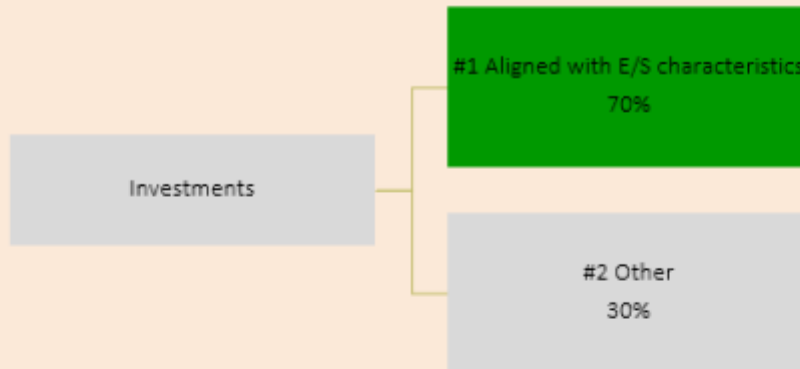 #1 Aligned with E/S characteristics
70%
Investments
#2 Other
30%